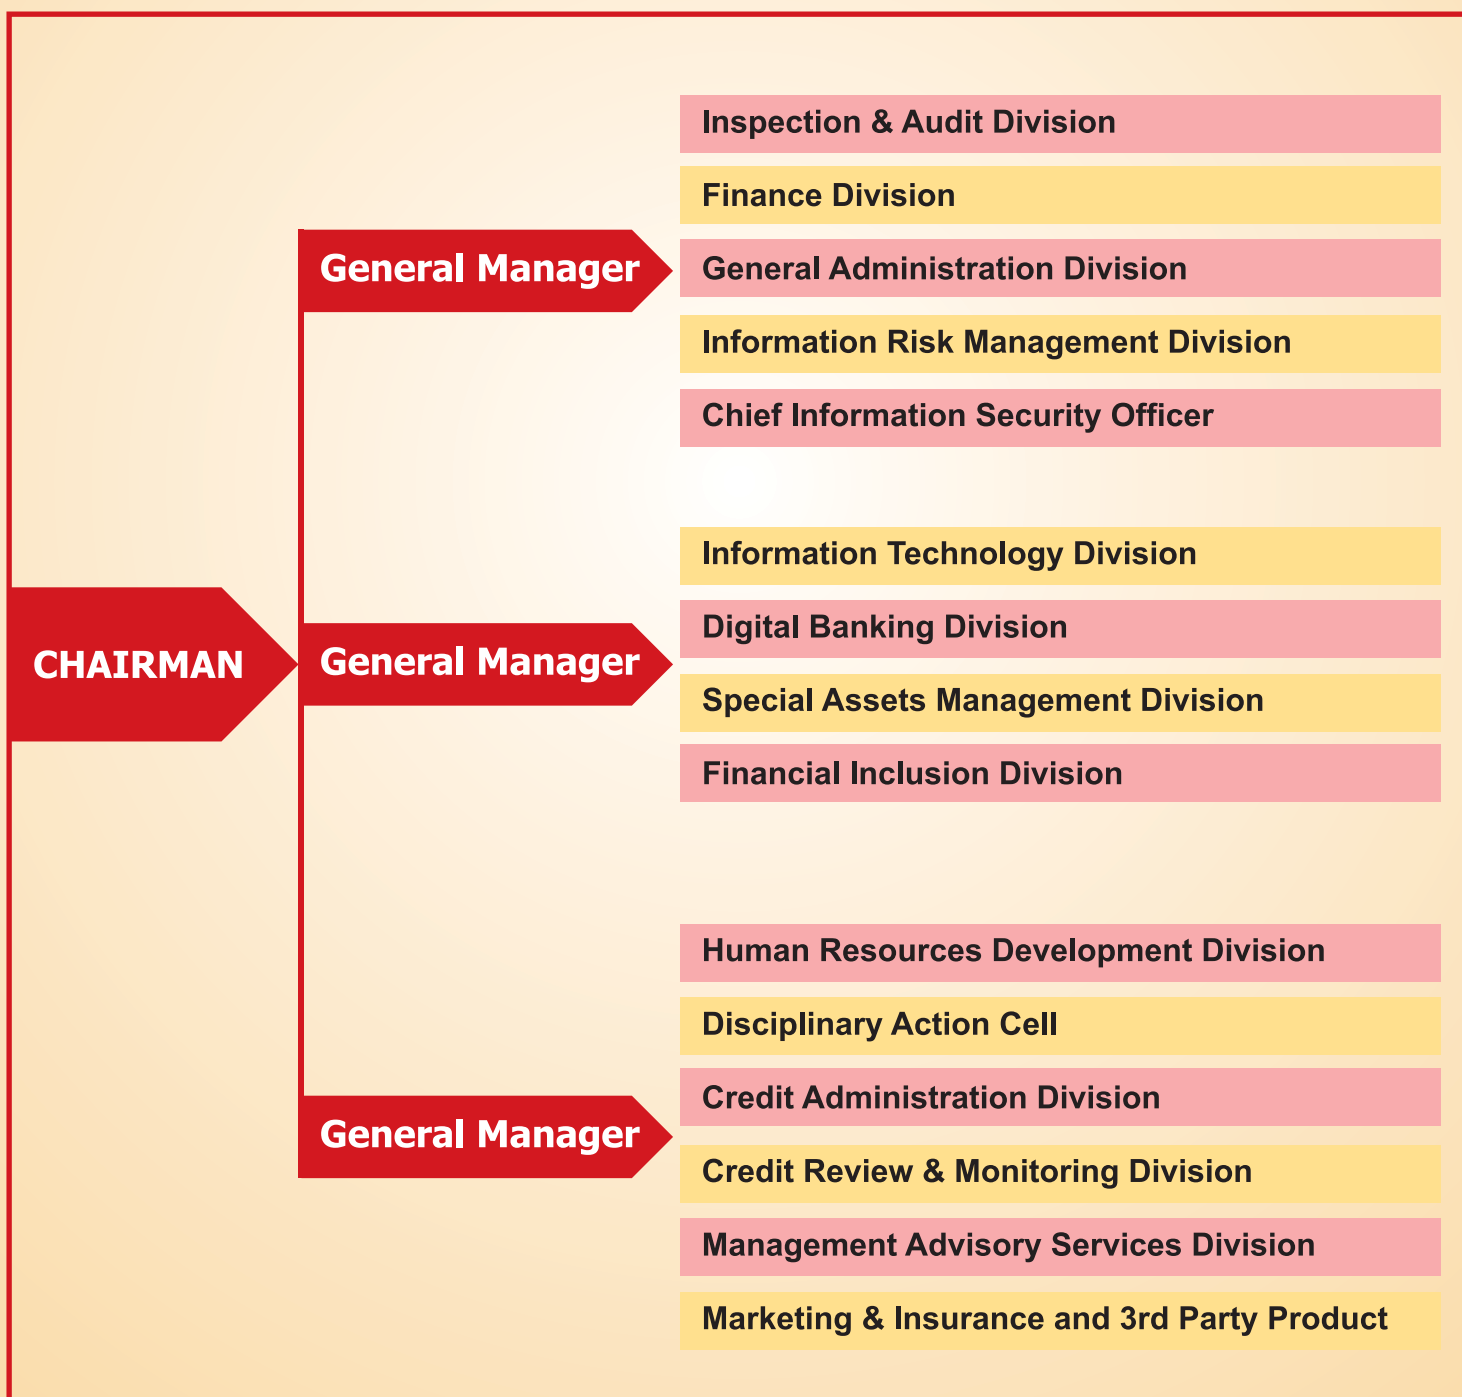 CHAIRMAN
General Manager
Inspection & Audit Division
Finance Division
General Administration Division
Information Risk Management Division
Chief Information Security Officer
General Manager
Information Technology Division
Digital Banking Division
Special Assets Management Division
Financial Inclusion Division
General Manager
Human Resources Development Division
Disciplinary Action Cell
Credit Administration Division
Credit Review & Monitoring Division
Management Advisory Services Division
Marketing & Insurance and 3rd Party Product